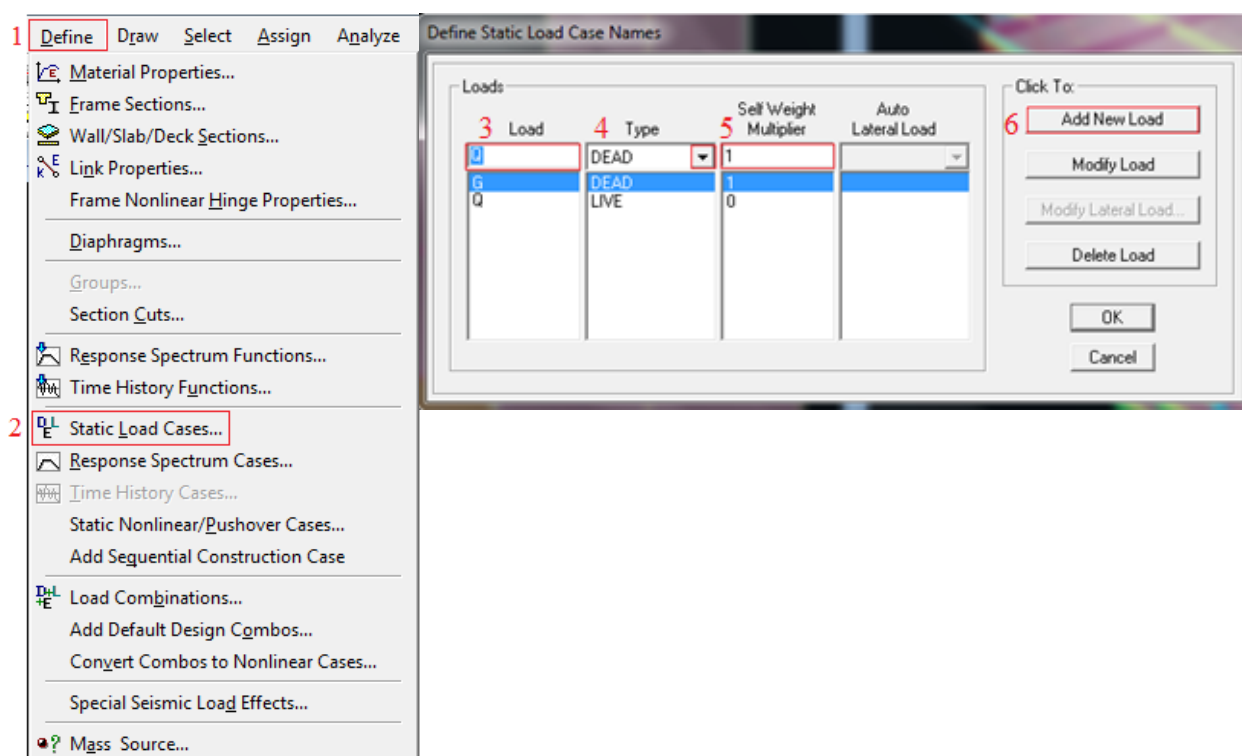 1 Define Draw Select Assign Analyze
Material Properties...
Frame Sections...
Wall/Slab/Deck Sections...
Link Properties...
Frame Nonlinear Hinge Properties...
Diaphragms...
Groups...
Section Cuts...
Response Spectrum Functions...
Time History Functions...
2 Static Load Cases...
Response Spectrum Cases...
Time History Cases...
Static Nonlinear/Pushover Cases...
Add Sequential Construction Case
Load Combinations...
Add Default Design Combos...
Convert Combos to Nonlinear Cases...
Special Seismic Load Effects...
Mass Source...
Define Static Load Case Names
Loads
3 Load 4 Type 5 Self Weight Multiplier Auto Lateral Load
Q DEAD 1
G DEAD 1
Q LIVE 0
Click To:
6 Add New Load
Modify Load
Modify Lateral Load...
Delete Load
OK
Cancel